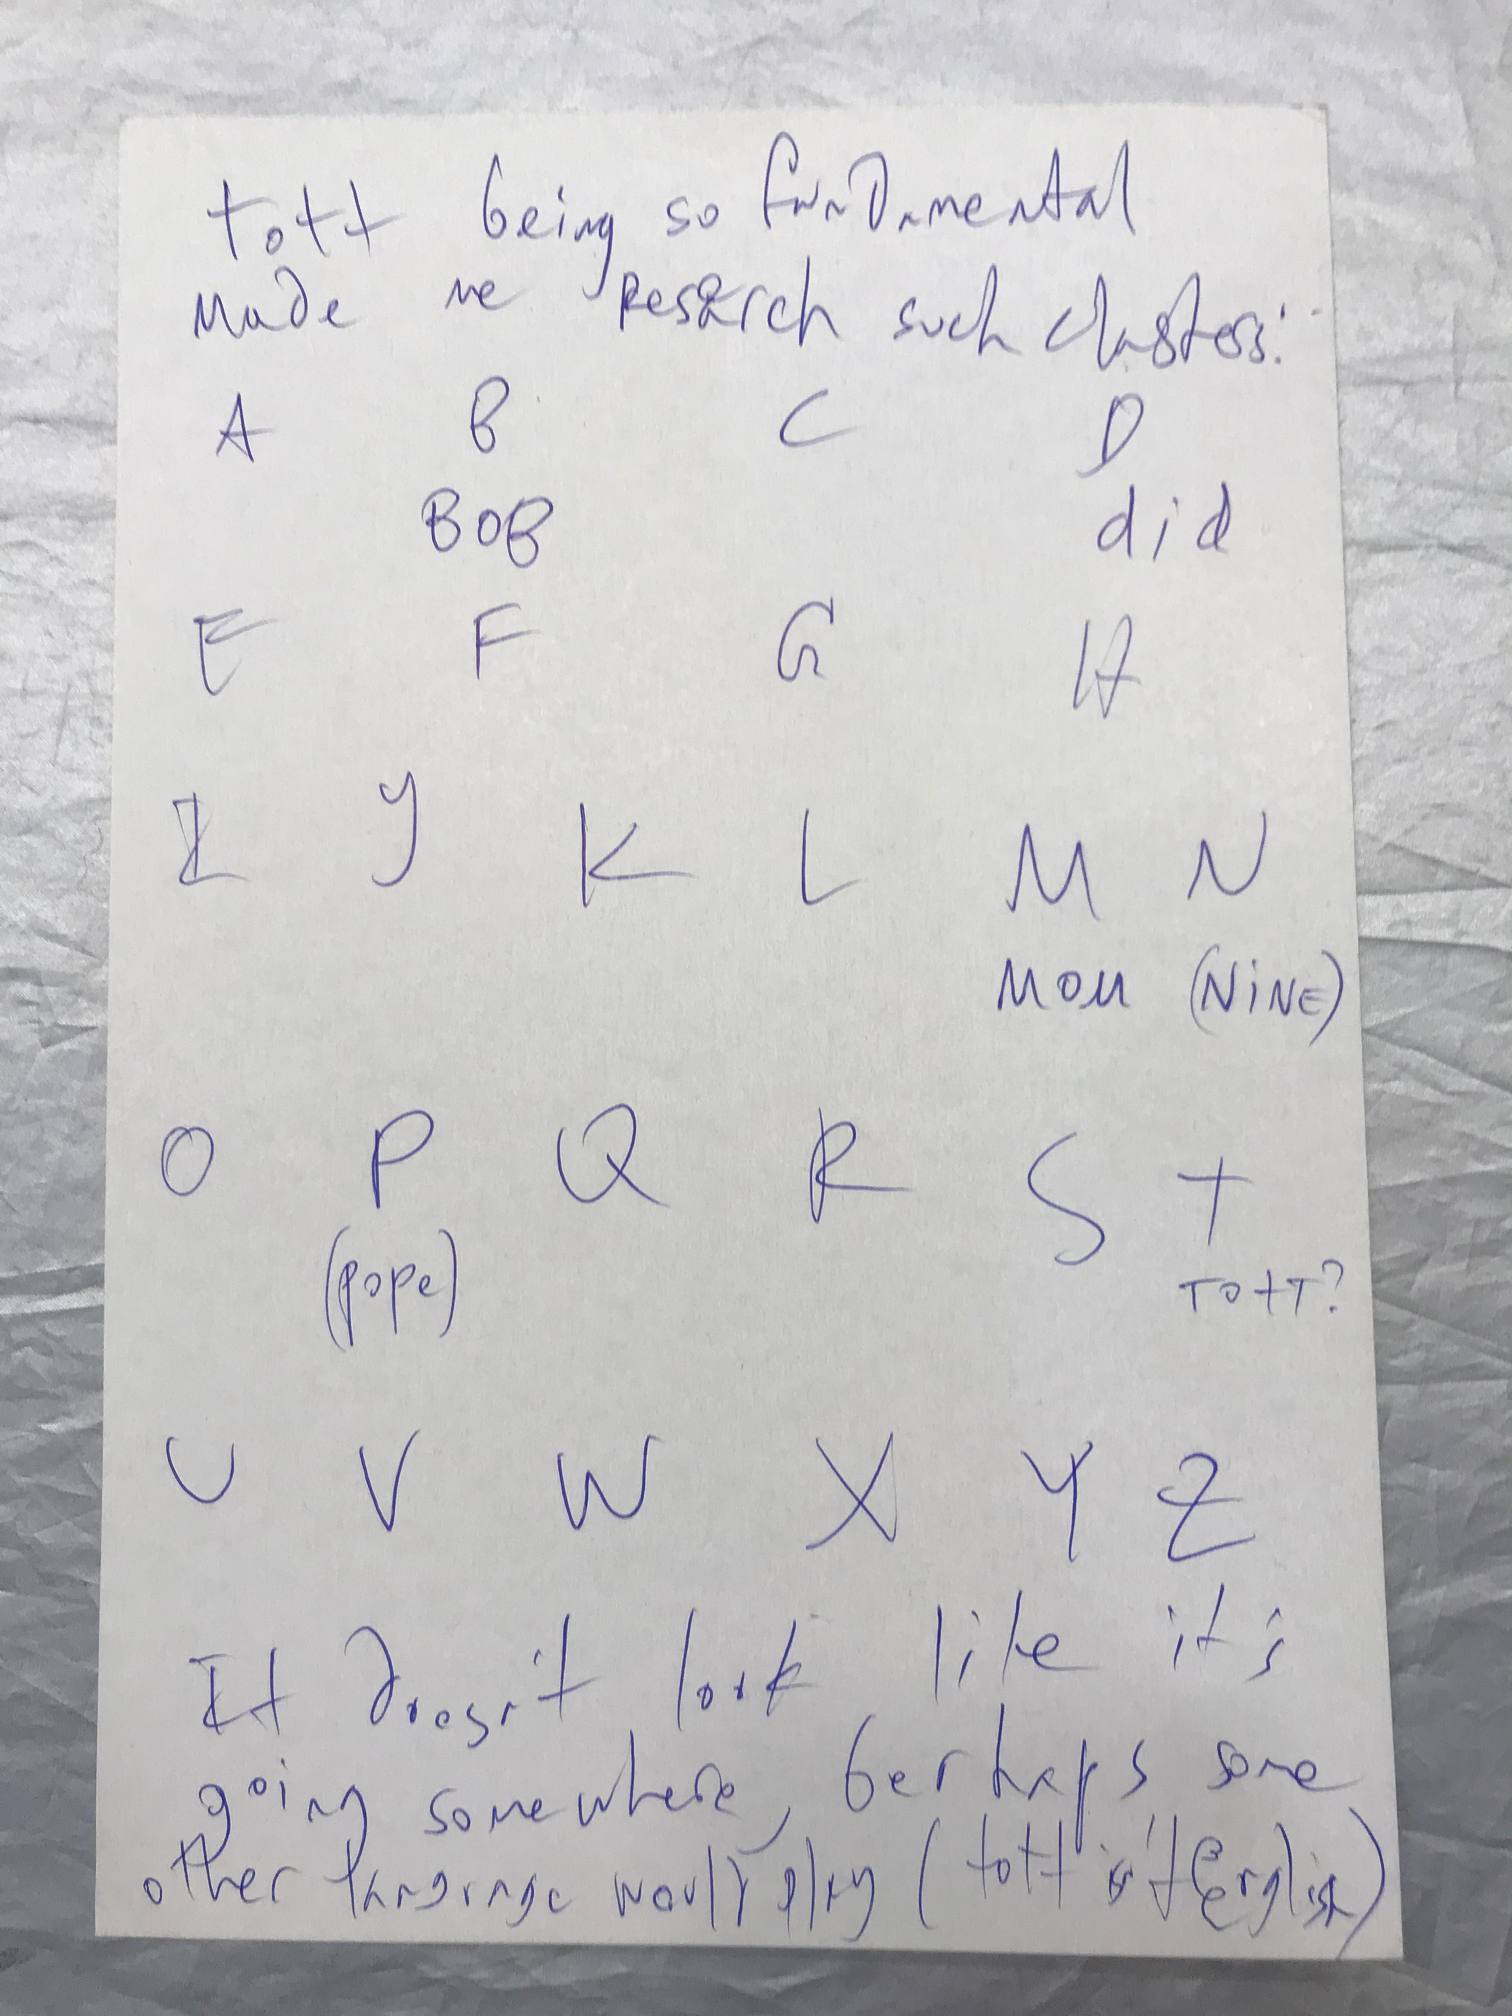 tott being so fundamental
made me research such clusters:
A B C D
BOB did
E F G H
I J K L M N
MOM (NiNE)
O P Q R S T
(pope) TOTT?
U V W X Y Z
It doesn't look like it's
going somewhere, perhaps some
other language would play (tott isn't English)